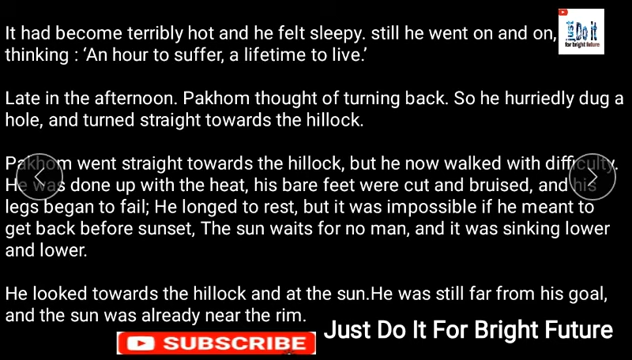 It had become terribly hot and he felt sleepy. still he went on and on,
thinking : ‘An hour to suffer, a lifetime to live.’
Late in the afternoon. Pakhom thought of turning back. So he hurriedly dug a
hole, and turned straight towards the hillock.
Pakhom went straight towards the hillock, but he now walked with difficulty.
He was done up with the heat, his bare feet were cut and bruised, and his
legs began to fail; He longed to rest, but it was impossible if he meant to
get back before sunset, The sun waits for no man, and it was sinking lower
and lower.
He looked towards the hillock and at the sun.He was still far from his goal,
and the sun was already near the rim.
Just Do it
for Bright Future
SUBSCRIBE
Just Do It For Bright Future